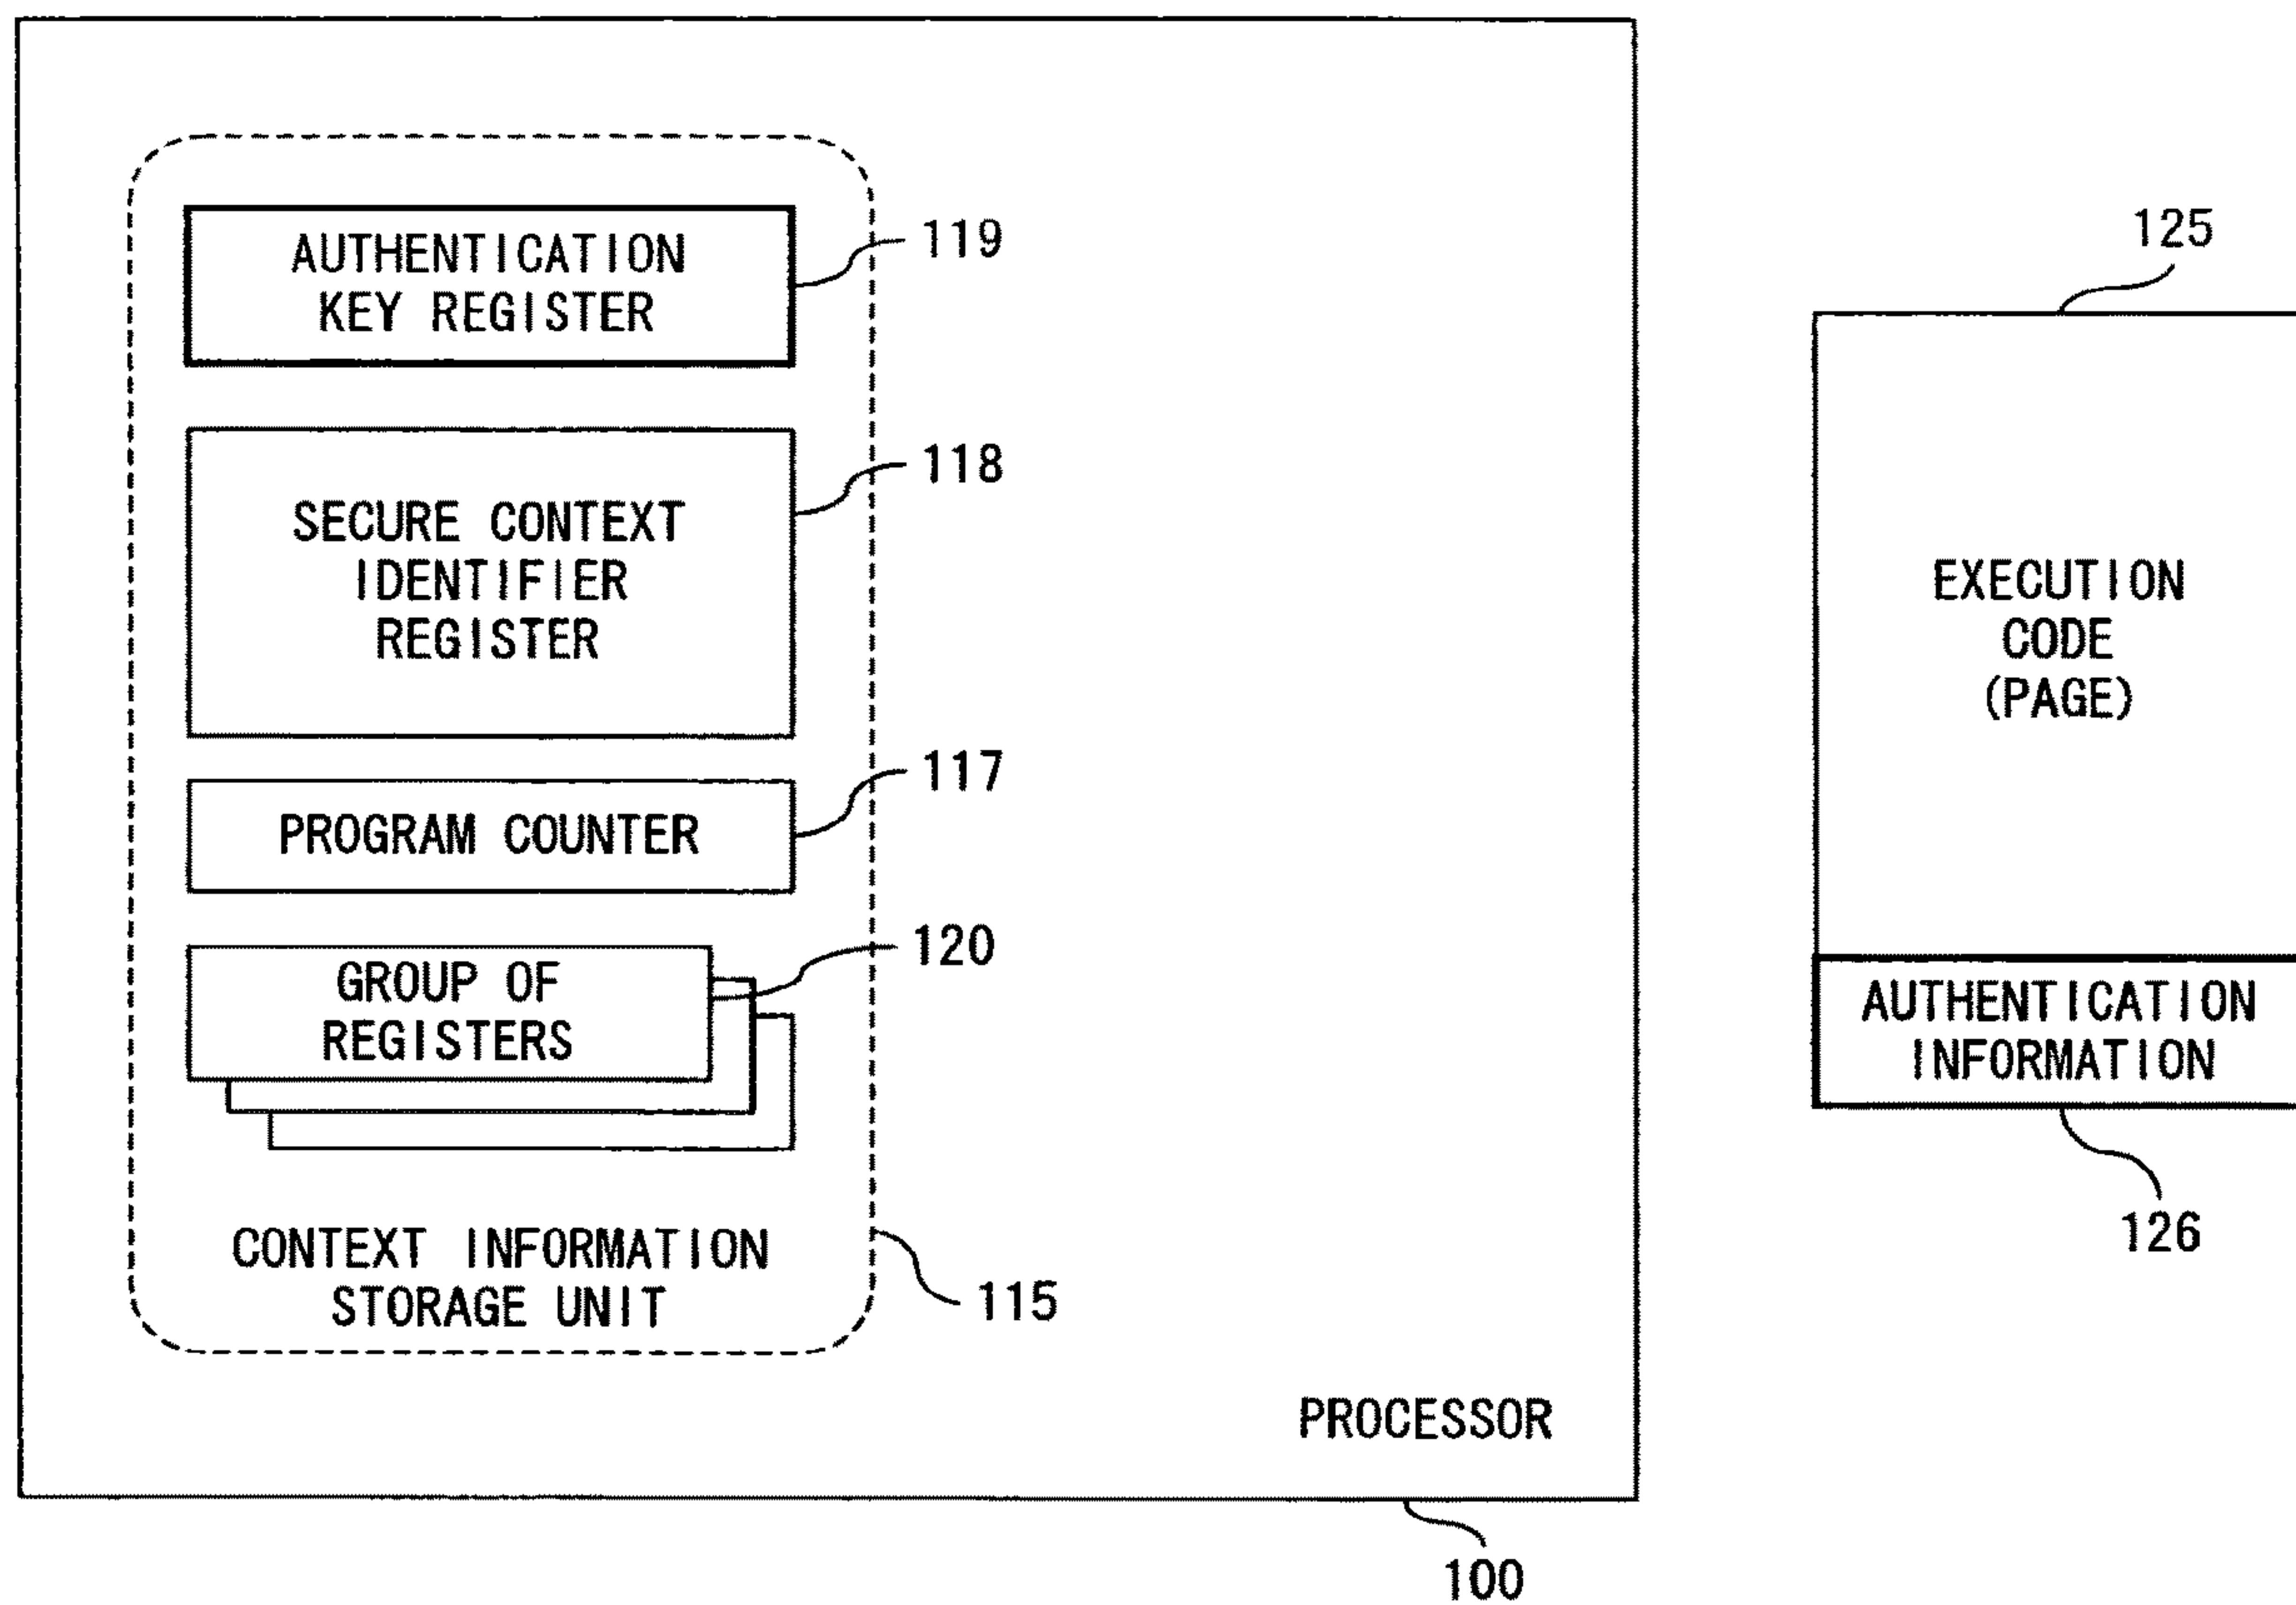 AUTHENTICATION
KEY REGISTER
119
SECURE CONTEXT
IDENTIFIER
REGISTER
118
PROGRAM COUNTER
117
GROUP OF
REGISTERS
120
CONTEXT INFORMATION
STORAGE UNIT
115
PROCESSOR
100
125
EXECUTION
CODE
(PAGE)
AUTHENTICATION
INFORMATION
126